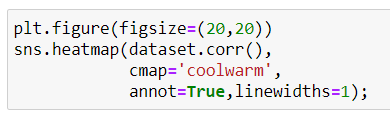 plt.figure(figsize=(20,20))
sns.heatmap(dataset.corr(),
            cmap='coolwarm',
            annot=True,linewidths=1);